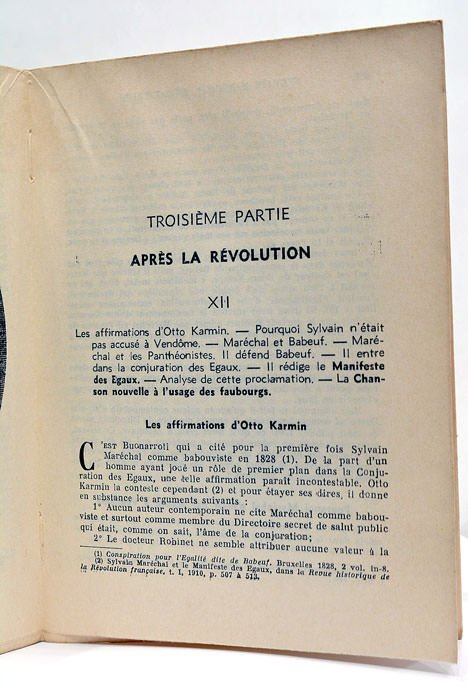 TROISIÈME PARTIE
APRÈS LA RÉVOLUTION
XII
Les affirmations d'Otto Karmin. — Pourquoi Sylvain n'était
pas accusé à Vendôme. — Maréchal et Babeuf. — Maré-
chal et les Panthéonistes. Il défend Babeuf. — Il entre
dans la conjuration des Egaux. — Il rédige le Manifeste
des Egaux. — Analyse de cette proclamation. — La Chan-
son nouvelle à l'usage des faubourgs.
Les affirmations d'Otto Karmin
C'EST Buonarroti qui a cité pour la première fois Sylvain
Maréchal comme babouviste en 1828 (1). De la part d'un
homme ayant joué un rôle de premier plan dans la Conju-
ration des Egaux, une telle affirmation paraît incontestable. Otto
Karmin la conteste cependant (2) et pour étayer ses dires, il donne
en substance les arguments suivants :
1° Aucun auteur contemporain ne cite Maréchal comme babou-
viste et surtout comme membre du Directoire secret de salut public
qui était, comme on sait, l'âme de la conjuration;
2° Le docteur Robinet ne semble attribuer aucune valeur à la
(1) Conspiration pour l'Egalité dite de Babeuf. Bruxelles 1828, 2 vol. in-8.
(2) Sylvain Maréchal et le Manifeste des Egaux, dans la Revue historique de
la Révolution française, t. I, 1910, p. 507 à 513.